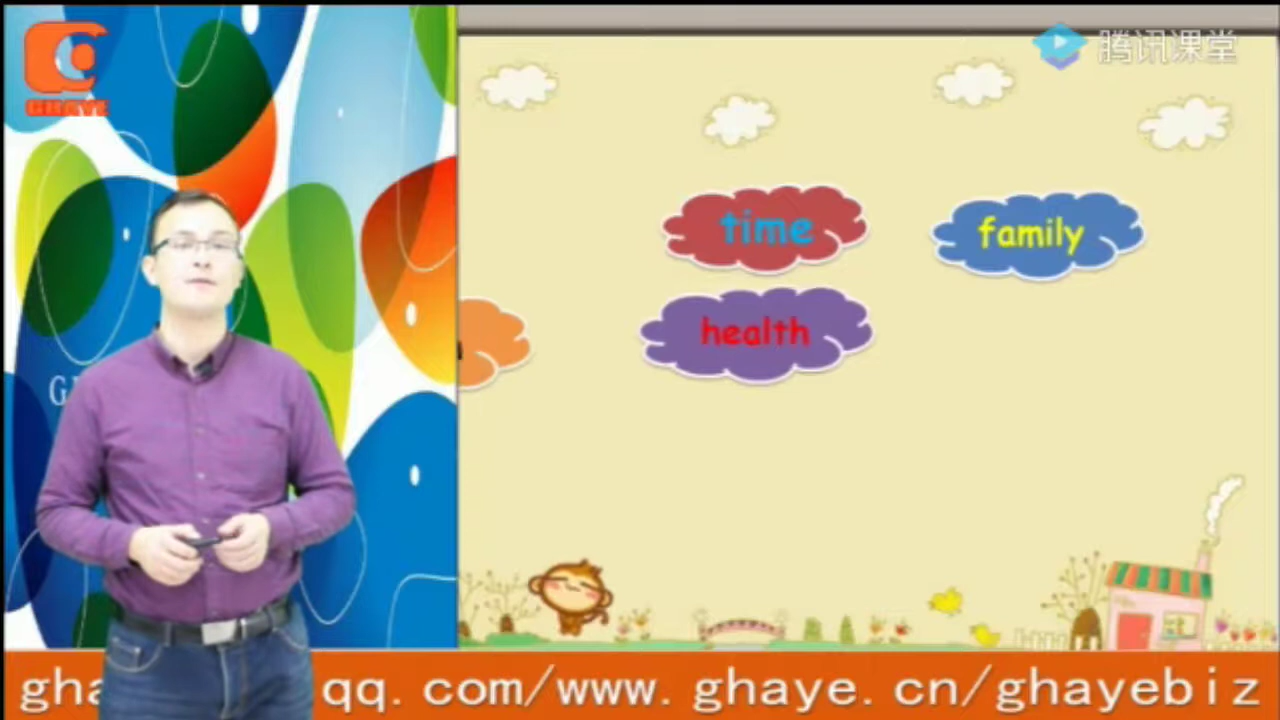 GHAYE
腾讯课堂
time
family
health
G
gha
qq. com/www. ghaye. cn/ghayebiz